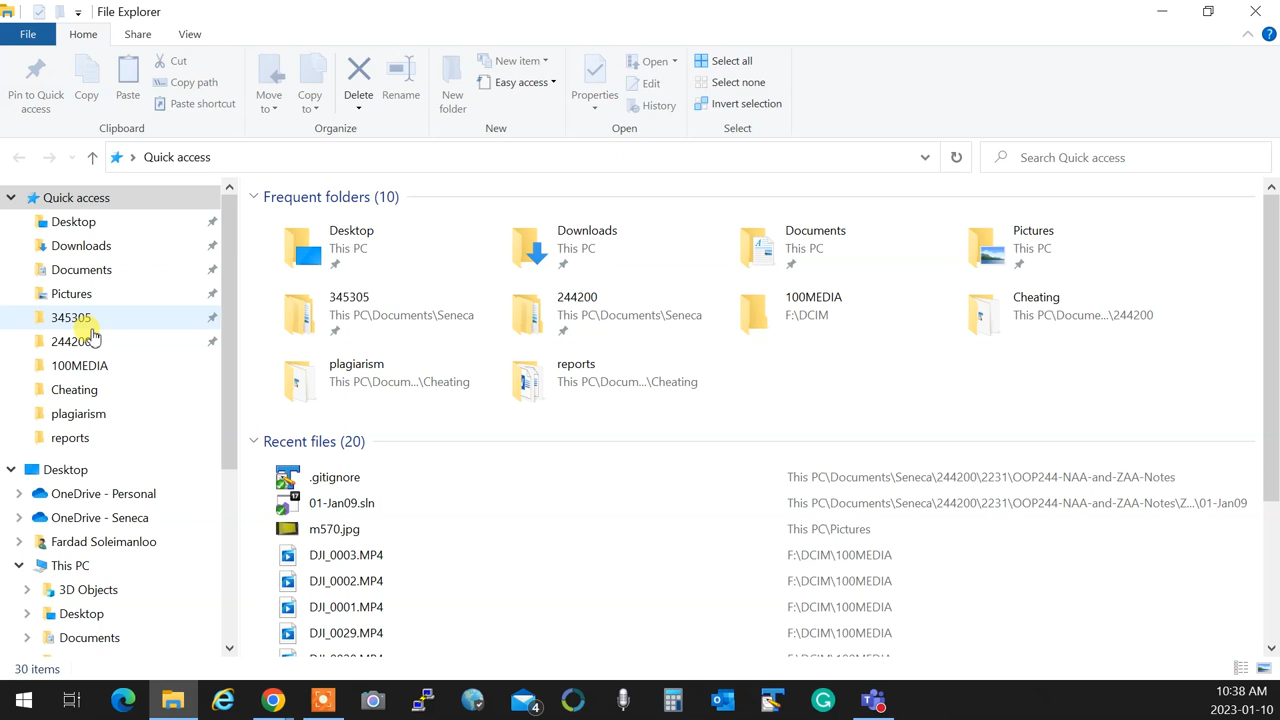 File Explorer
File Home Share View
Pin to Quick access
Copy
Paste
Cut
Copy path
Paste shortcut
Clipboard
Move to
Copy to
Delete
Rename
Organize
New folder
New item
Easy access
New
Properties
Open
Edit
History
Open
Select all
Select none
Invert selection
Select
Quick access
Search Quick access
Quick access
Desktop
Downloads
Documents
Pictures
345305
244200
100MEDIA
Cheating
plagiarism
reports
Desktop
OneDrive - Personal
OneDrive - Seneca
Fardad Soleimanloo
This PC
3D Objects
Desktop
Documents
Frequent folders (10)
Desktop
This PC
Downloads
This PC
Documents
This PC
Pictures
This PC
345305
This PC\Documents\Seneca
244200
This PC\Documents\Seneca
100MEDIA
F:\DCIM
Cheating
This PC\Docume...\244200
plagiarism
This PC\Docum...\Cheating
reports
This PC\Docum...\Cheating
Recent files (20)
.gitignore This PC\Documents\Seneca\244200\2231\OOP244-NAA-and-ZAA-Notes
01-Jan09.sln This PC\Documents\Seneca\244200\2231\OOP244-NAA-and-ZAA-Notes\Z...\01-Jan09
m570.jpg This PC\Pictures
DJI_0003.MP4 F:\DCIM\100MEDIA
DJI_0002.MP4 F:\DCIM\100MEDIA
DJI_0001.MP4 F:\DCIM\100MEDIA
DJI_0029.MP4 F:\DCIM\100MEDIA
30 items
4
10:38 AM
2023-01-10